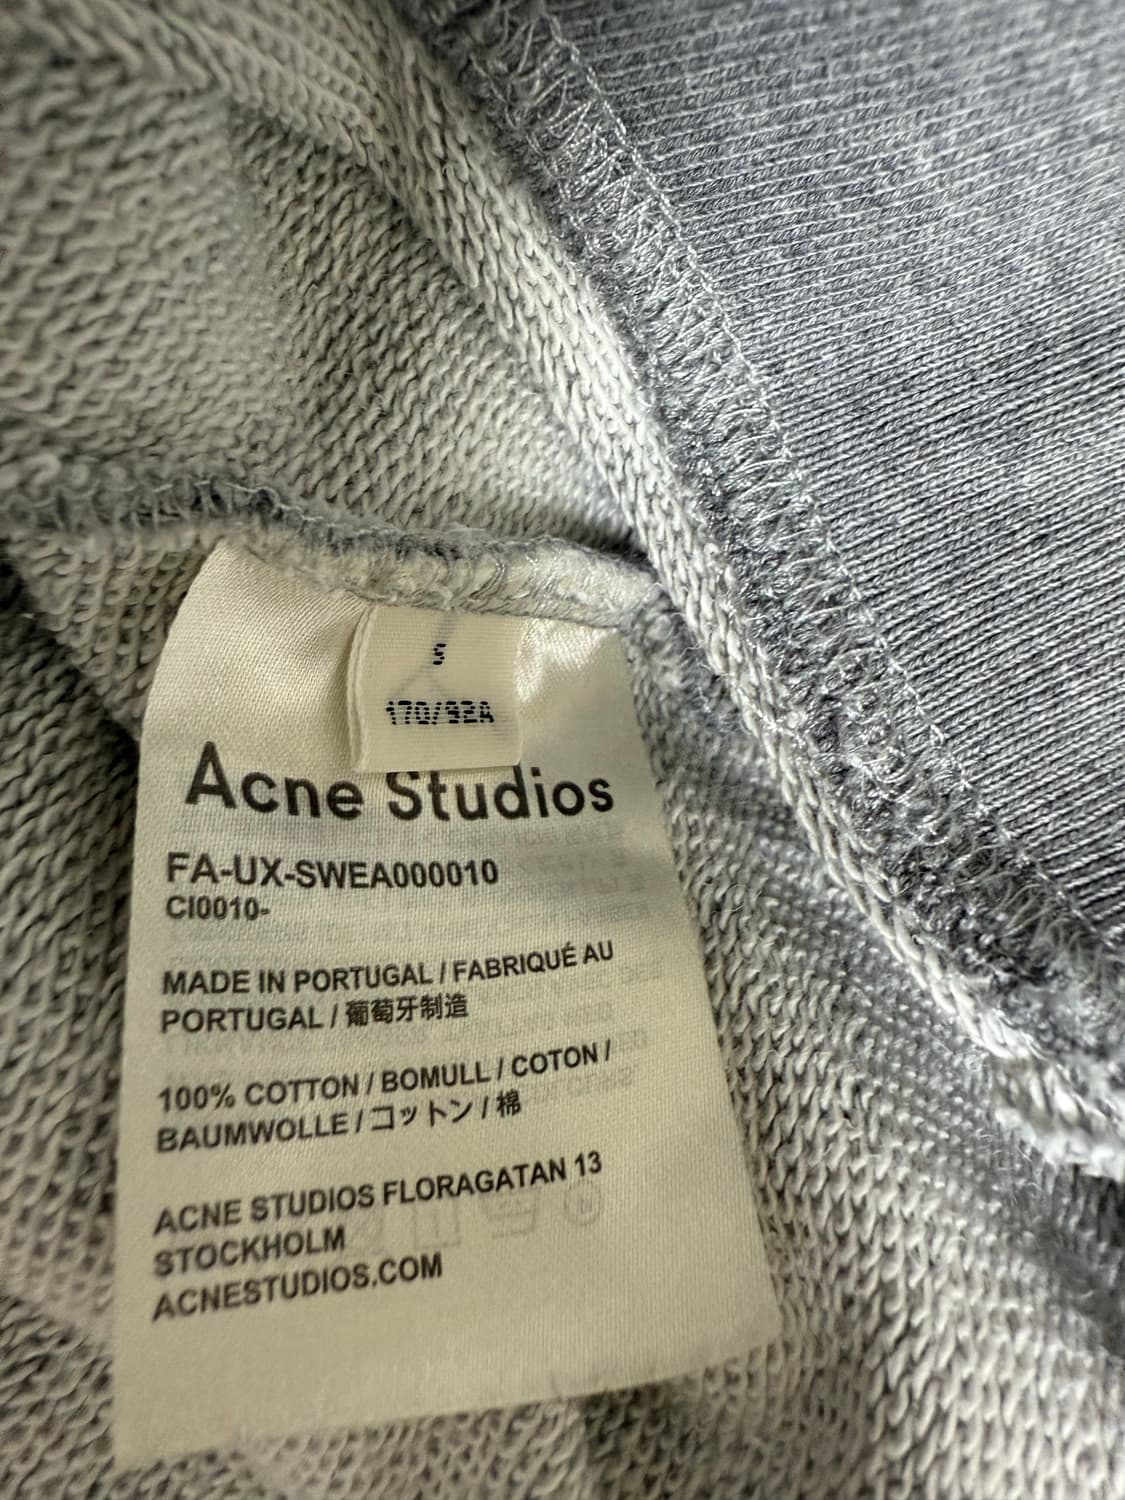 S
170/92A
Acne Studios
FA-UX-SWEA000010
CI0010-
MADE IN PORTUGAL / FABRIQUÉ AU
PORTUGAL / 葡萄牙制造
100% COTTON / BOMULL / COTON /
BAUMWOLLE / コットン / 棉
ACNE STUDIOS FLORAGATAN 13
STOCKHOLM
ACNESTUDIOS.COM